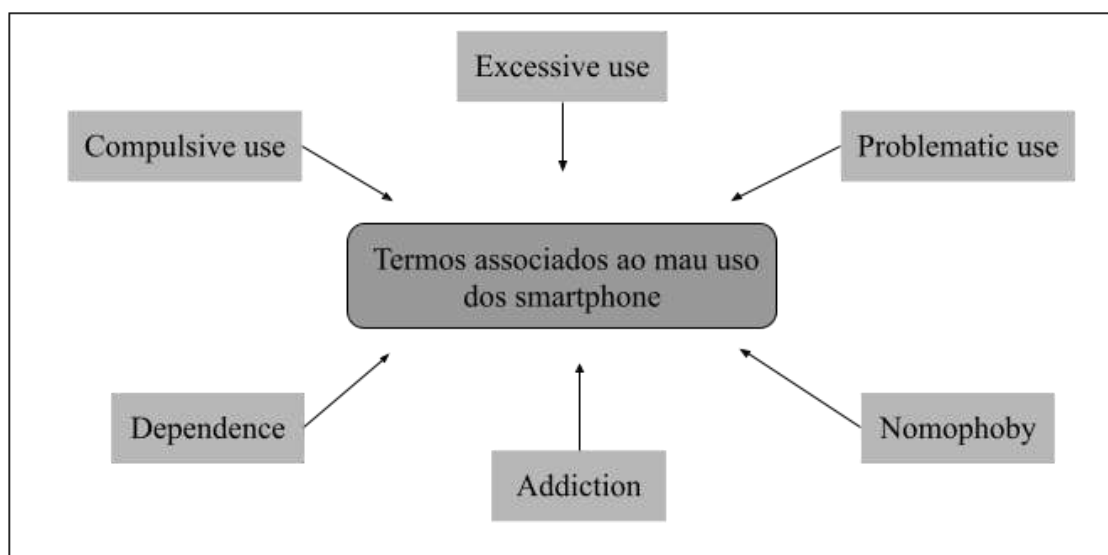 Excessive use
Compulsive use
Problematic use
Termos associados ao mau uso
dos smartphone
Dependence
Nomophoby
Addiction